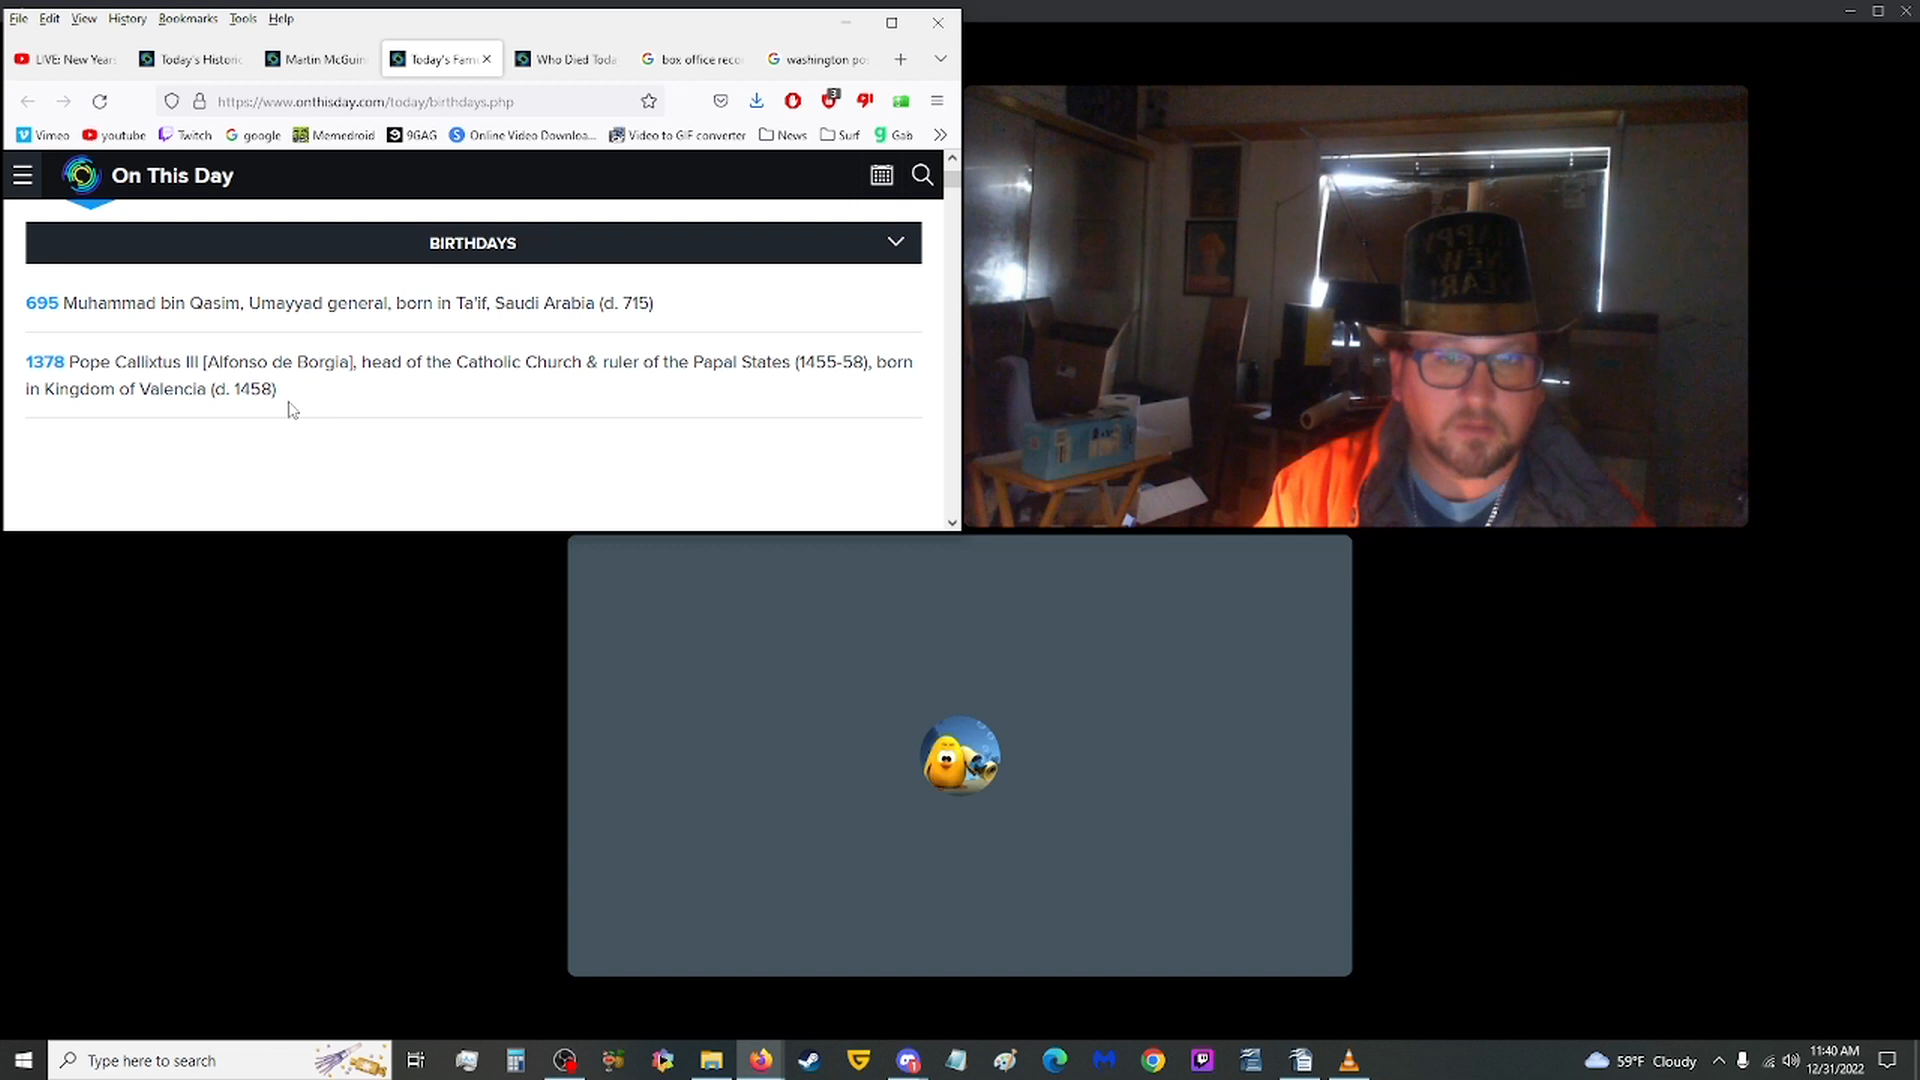 File Edit View History Bookmarks Tools Help
LIVE: New Years Today's Historic Martin McGuin Today's Fam Who Died Toda box office reco washington po
https://www.onthisday.com/today/birthdays.php 3
Vimeo youtube Twitch google Memedroid 9GAG Online Video Downloa... Video to GIF converter News Surf Gab
On This Day
BIRTHDAYS
695 Muhammad bin Qasim, Umayyad general, born in Ta'if, Saudi Arabia (d. 715)
1378 Pope Callixtus III [Alfonso de Borgia], head of the Catholic Church & ruler of the Papal States (1455-58), born
in Kingdom of Valencia (d. 1458)
HAPPY
NEW
YEAR!
Type here to search
59°F Cloudy
11:40 AM
12/31/2022